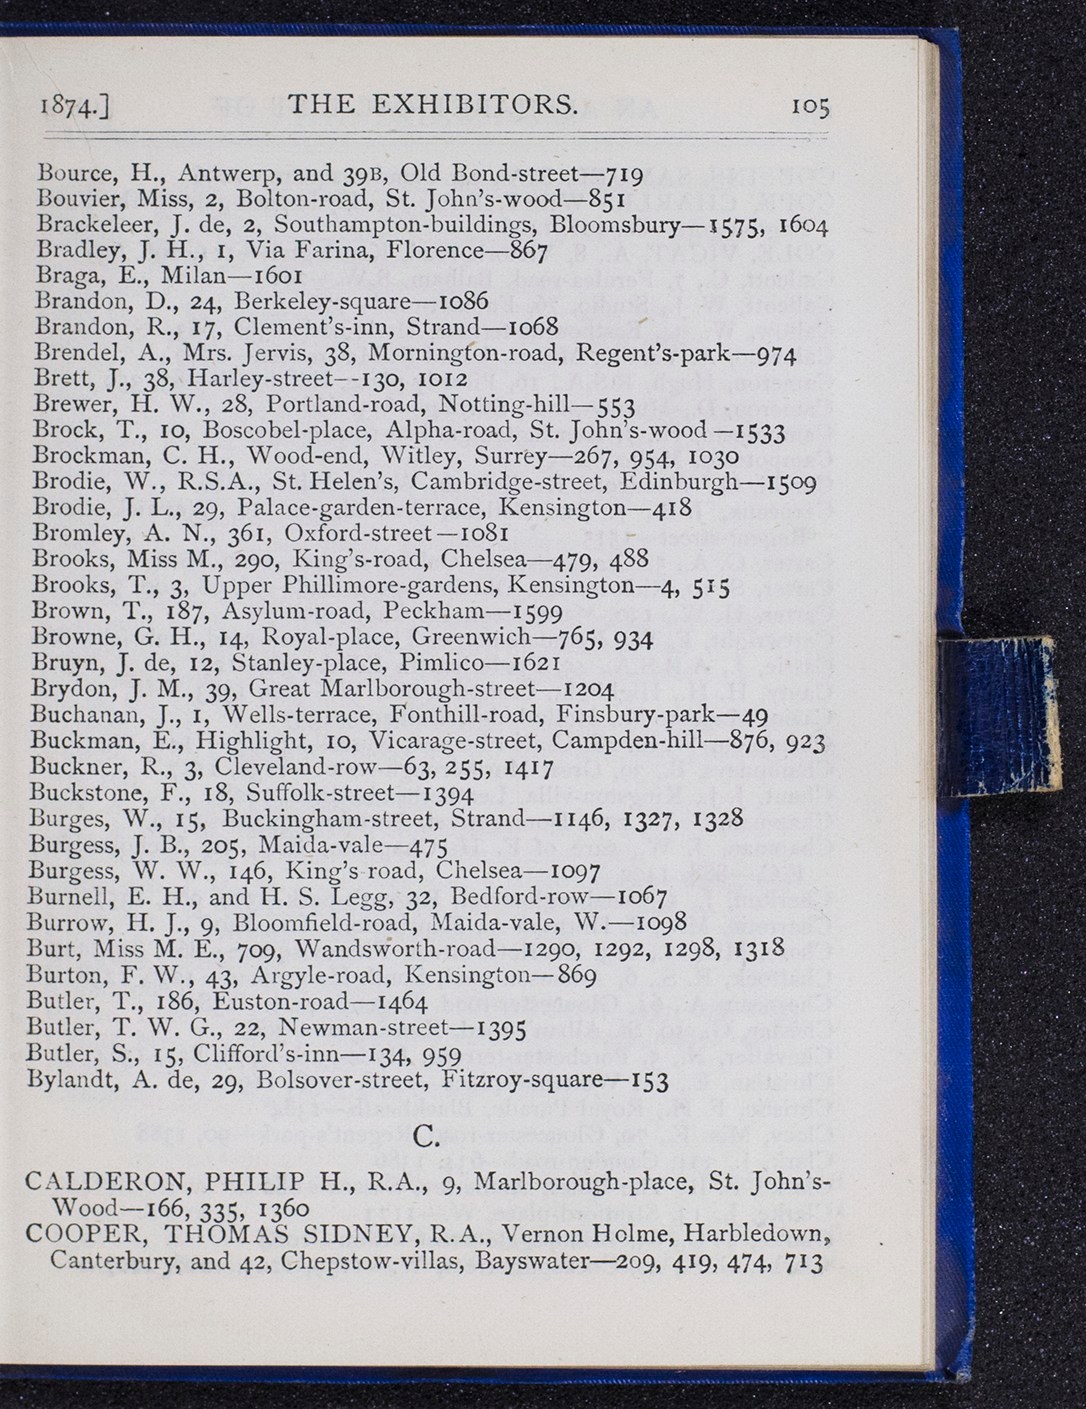 1874.] THE EXHIBITORS. 105
Bource, H., Antwerp, and 39B, Old Bond-street—719
Bouvier, Miss, 2, Bolton-road, St. John's-wood—851
Brackeleer, J. de, 2, Southampton-buildings, Bloomsbury—1575, 1604
Bradley, J. H., 1, Via Farina, Florence—867
Braga, E., Milan—1601
Brandon, D., 24, Berkeley-square—1086
Brandon, R., 17, Clement's-inn, Strand—1068
Brendel, A., Mrs. Jervis, 38, Mornington-road, Regent's-park—974
Brett, J., 38, Harley-street--130, 1012
Brewer, H. W., 28, Portland-road, Notting-hill—553
Brock, T., 10, Boscobel-place, Alpha-road, St. John's-wood—1533
Brockman, C. H., Wood-end, Witley, Surrey—267, 954, 1030
Brodie, W., R.S.A., St. Helen's, Cambridge-street, Edinburgh—1509
Brodie, J. L., 29, Palace-garden-terrace, Kensington—418
Bromley, A. N., 361, Oxford-street—1081
Brooks, Miss M., 290, King's-road, Chelsea—479, 488
Brooks, T., 3, Upper Phillimore-gardens, Kensington—4, 515
Brown, T., 187, Asylum-road, Peckham—1599
Browne, G. H., 14, Royal-place, Greenwich—765, 934
Bruyn, J. de, 12, Stanley-place, Pimlico—1621
Brydon, J. M., 39, Great Marlborough-street—1204
Buchanan, J., 1, Wells-terrace, Fonthill-road, Finsbury-park—49
Buckman, E., Highlight, 10, Vicarage-street, Campden-hill—876, 923
Buckner, R., 3, Cleveland-row—63, 255, 1417
Buckstone, F., 18, Suffolk-street—1394
Burges, W., 15, Buckingham-street, Strand—1146, 1327, 1328
Burgess, J. B., 205, Maida-vale—475
Burgess, W. W., 146, King's-road, Chelsea—1097
Burnell, E. H., and H. S. Legg, 32, Bedford-row—1067
Burrow, H. J., 9, Bloomfield-road, Maida-vale, W.—1098
Burt, Miss M. E., 709, Wandsworth-road—1290, 1292, 1298, 1318
Burton, F. W., 43, Argyle-road, Kensington—869
Butler, T., 186, Euston-road—1464
Butler, T. W. G., 22, Newman-street—1395
Butler, S., 15, Clifford's-inn—134, 959
Bylandt, A. de, 29, Bolsover-street, Fitzroy-square—153
C.
CALDERON, PHILIP H., R.A., 9, Marlborough-place, St. John's-
Wood—166, 335, 1360
COOPER, THOMAS SIDNEY, R.A., Vernon Holme, Harbledown,
Canterbury, and 42, Chepstow-villas, Bayswater—209, 419, 474, 713